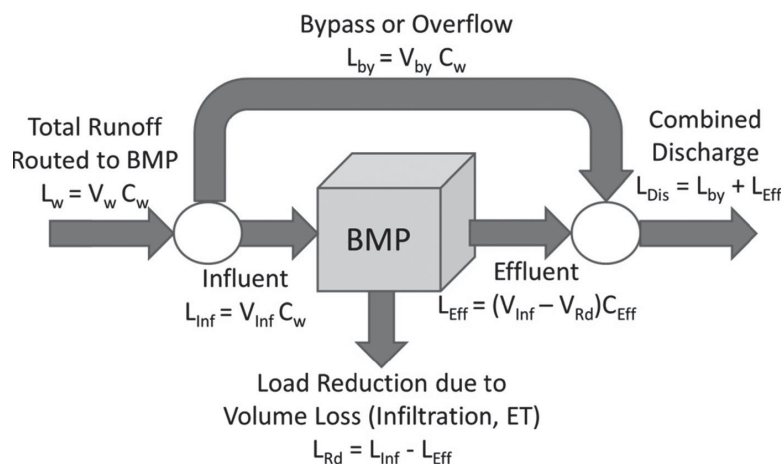 Bypass or Overflow
L_by = V_by C_w
Total Runoff
Routed to BMP
L_w = V_w C_w
Combined
Discharge
L_Dis = L_by + L_Eff
BMP
Influent
L_Inf = V_Inf C_w
Effluent
L_Eff = (V_Inf – V_Rd)C_Eff
Load Reduction due to
Volume Loss (Infiltration, ET)
L_Rd = L_Inf - L_Eff